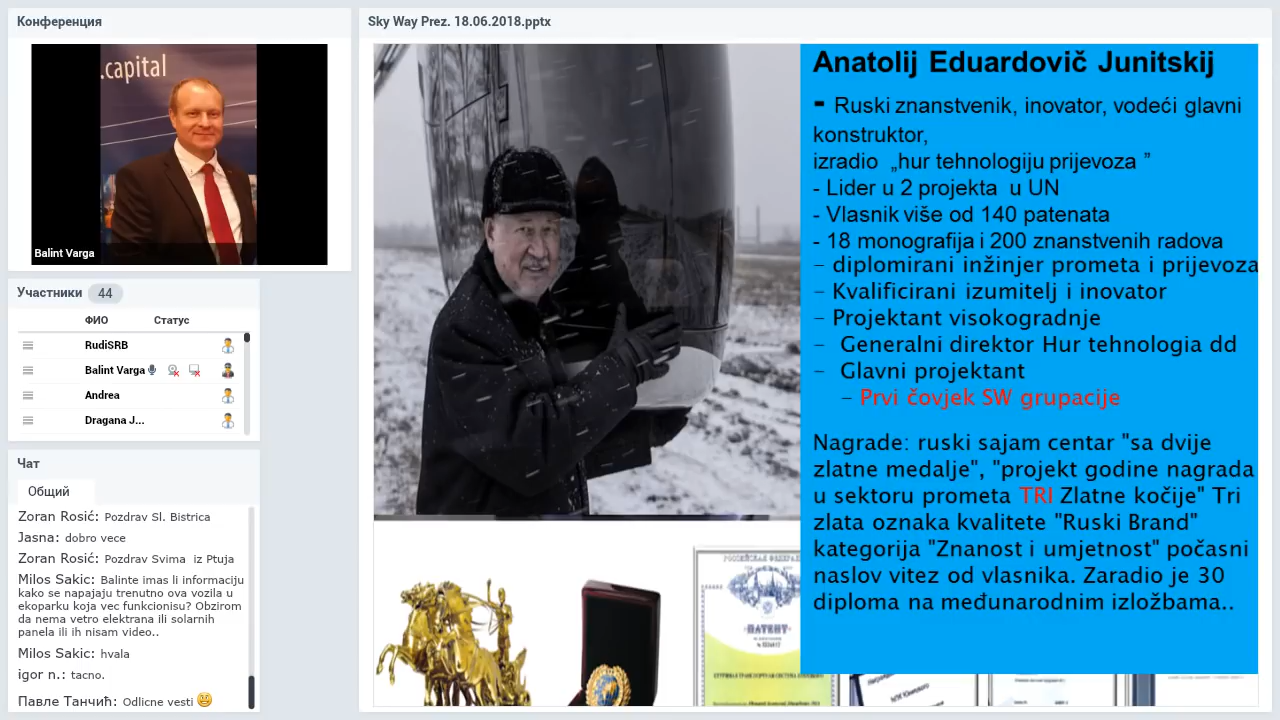 Конференция
.capital
Balint Varga
Участники 44
ФИО Статус
RudiSRB
Balint Varga
Andrea
Dragana J...
Чат
Общий
Zoran Rosić: Pozdrav Sl. Bistrica
Jasna: dobro vece
Zoran Rosić: Pozdrav Svima iz Ptuja
Milos Sakic: Balinte imas li informaciju
kako se napajaju trenutno ova vozila u
ekoparku koja vec funkcionisu? Obzirom
da nema vetro elektrana ili solarnih
panela ili ih nisam video..
Milos Sakic: hvala
igor n.: tacno.
Павле Танчић: Odlicne vesti
Sky Way Prez. 18.06.2018.pptx
Anatolij Eduardovič Junitskij
- Ruski znanstvenik, inovator, vodeći glavni
konstruktor,
izradio „hur tehnologiju prijevoza ”
- Lider u 2 projekta u UN
- Vlasnik više od 140 patenata
- 18 monografija i 200 znanstvenih radova
– diplomirani inžinjer prometa i prijevoza
– Kvalificirani izumitelj i inovator
– Projektant visokogradnje
– Generalni direktor Hur tehnologia dd
– Glavni projektant
– Prvi čovjek SW grupacije
Nagrade: ruski sajam centar "sa dvije
zlatne medalje", "projekt godine nagrada
u sektoru prometa TRI Zlatne kočije" Tri
zlata oznaka kvalitete "Ruski Brand"
kategorija "Znanost i umjetnost" počasni
naslov vitez od vlasnika. Zaradio je 30
diploma na međunarodnim izložbama..
ПАТЕНТ